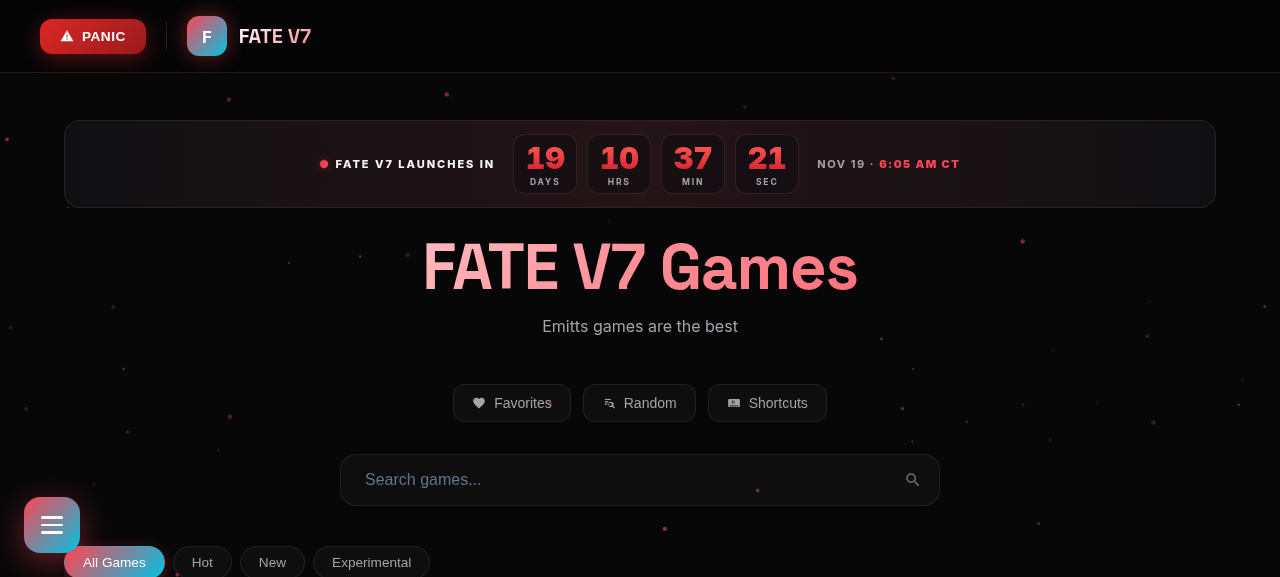 PANIC
F
FATE V7
FATE V7 LAUNCHES IN
19 10 37 21
DAYS HRS MIN SEC
NOV 19 · 6:05 AM CT
FATE V7 Games
Emitts games are the best
Favorites Random Shortcuts
Search games...
All Games Hot New Experimental